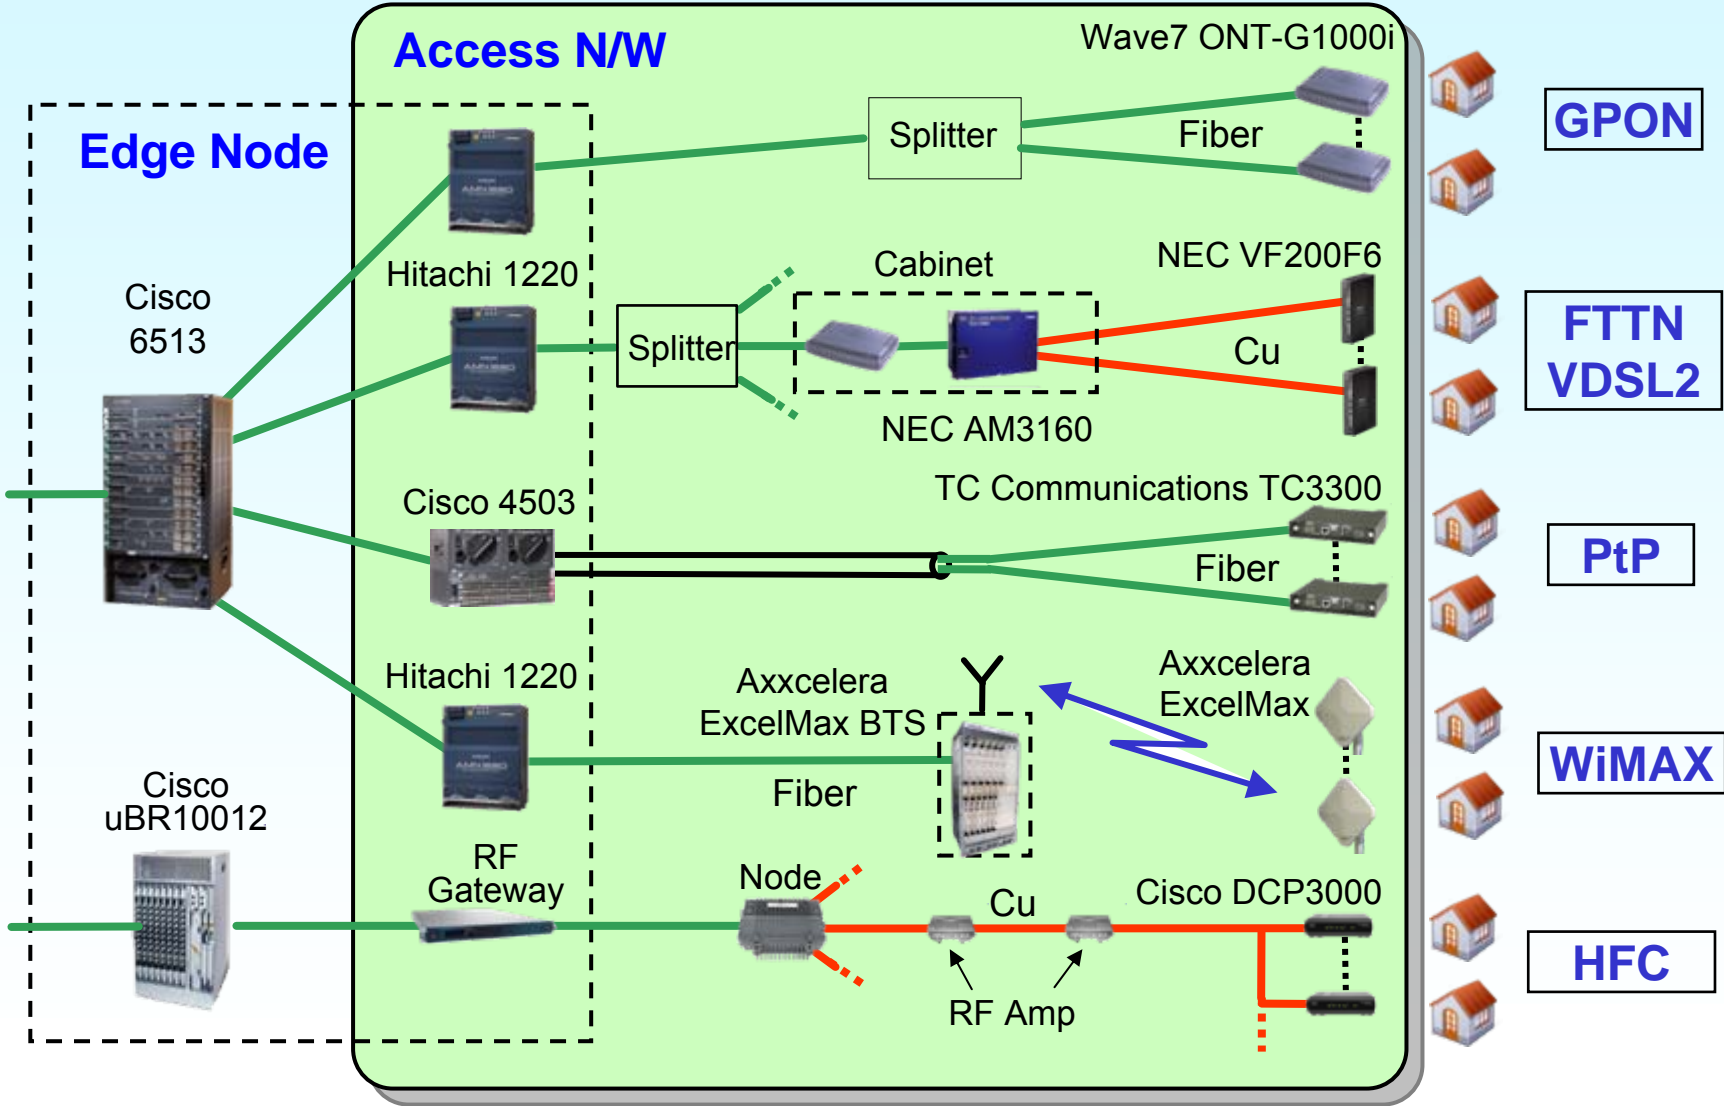 Access N/W
Wave7 ONT-G1000i
Edge Node
Splitter
Fiber
GPON
Hitachi 1220
Cabinet
NEC VF200F6
Cisco
6513
Splitter
Cu
FTTN
VDSL2
NEC AM3160
Cisco 4503
TC Communications TC3300
Fiber
PtP
Hitachi 1220
Axxcelera
ExcelMax BTS
Axxcelera
ExcelMax
Fiber
WiMAX
Cisco
uBR10012
RF
Gateway
Node
Cu
Cisco DCP3000
RF Amp
HFC